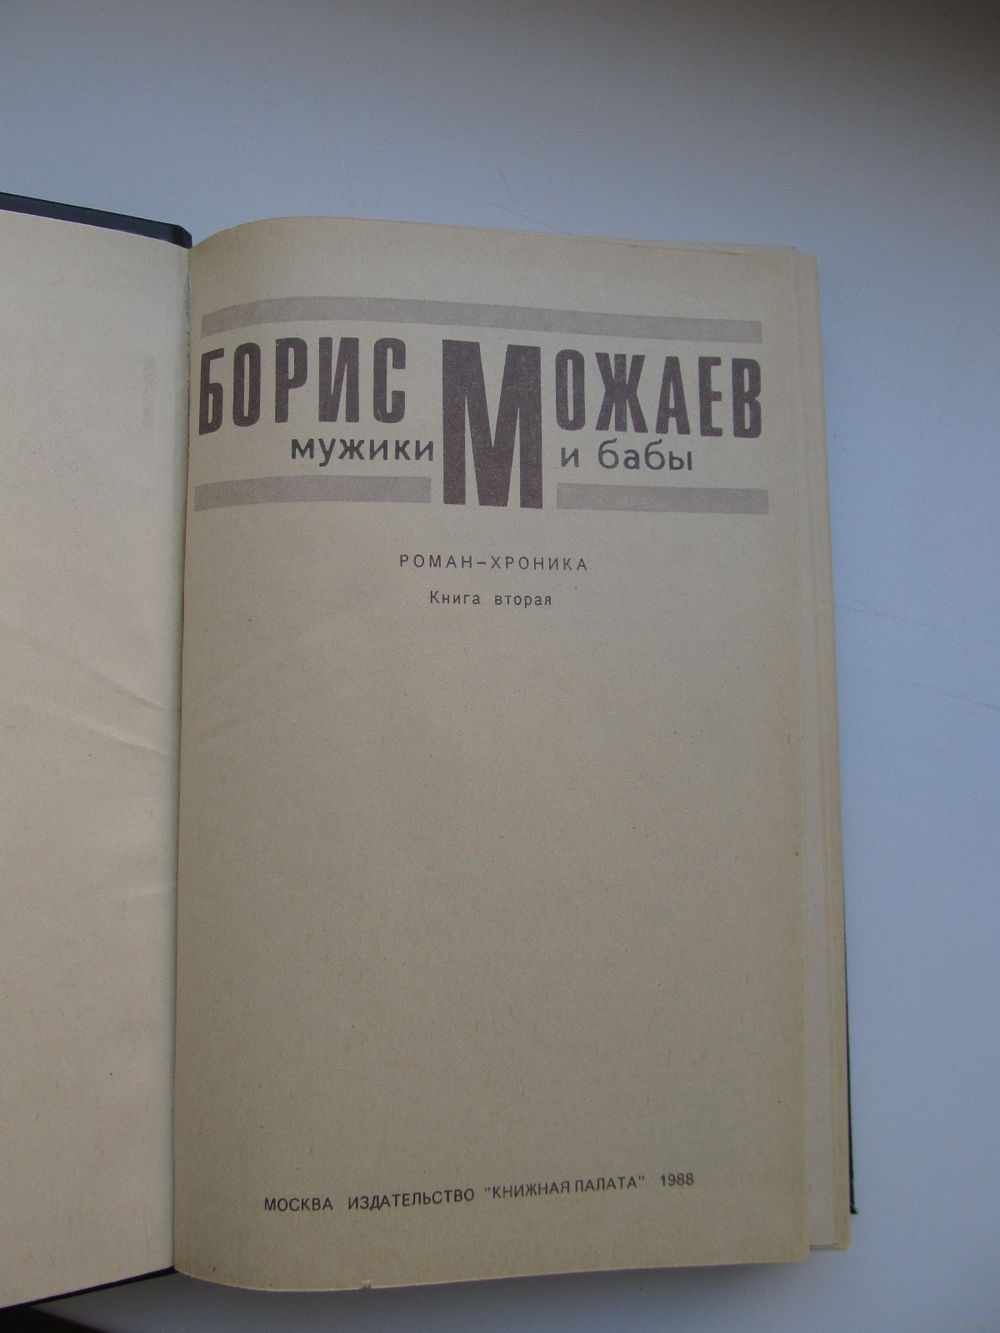 БОРИС МОЖАЕВ
мужики и бабы
РОМАН-ХРОНИКА
Книга вторая
МОСКВА ИЗДАТЕЛЬСТВО "КНИЖНАЯ ПАЛАТА" 1988